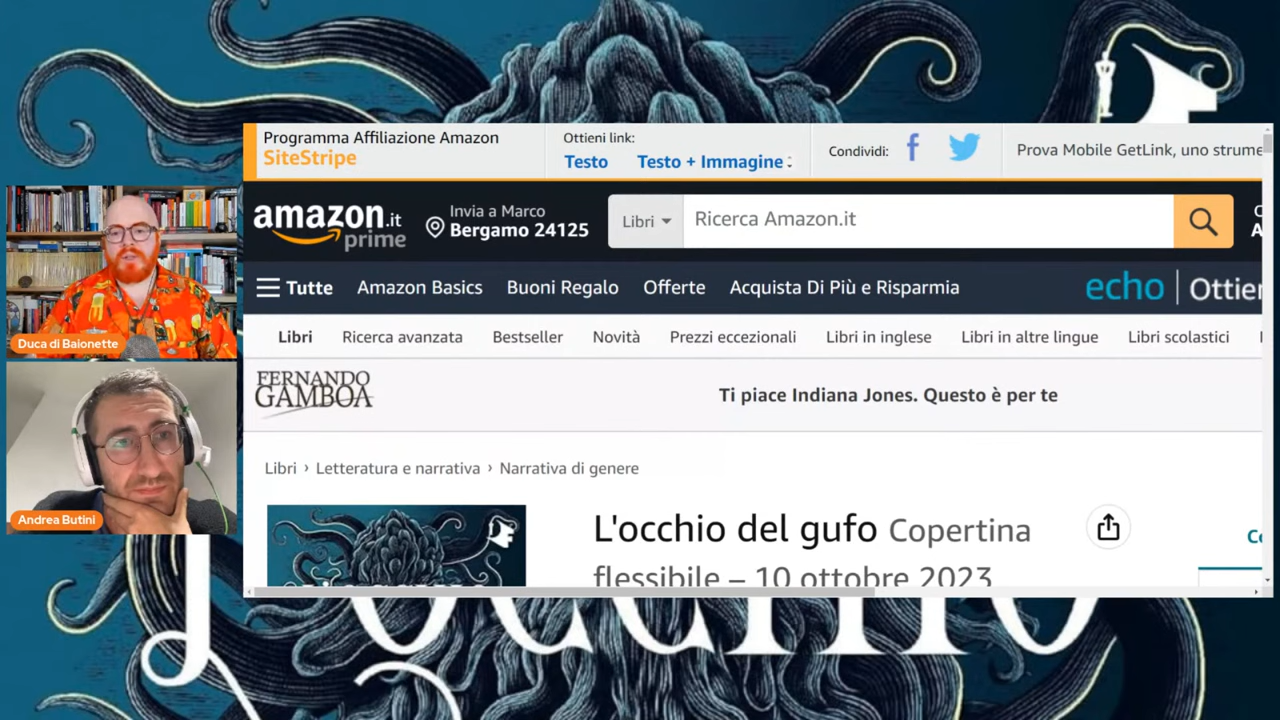 Programma Affiliazione Amazon
SiteStripe
Ottieni link:
Testo Testo + Immagine
Condividi:
Prova Mobile GetLink, uno strume
amazon.it
prime
Invia a Marco
Bergamo 24125
Libri
Ricerca Amazon.it
Tutte Amazon Basics Buoni Regalo Offerte Acquista Di Più e Risparmia
echo Ottie
Libri Ricerca avanzata Bestseller Novità Prezzi eccezionali Libri in inglese Libri in altre lingue Libri scolastici
FERNANDO
GAMBOA
Ti piace Indiana Jones. Questo è per te
Libri › Letteratura e narrativa › Narrativa di genere
L'occhio del gufo Copertina
flessibile – 10 ottobre 2023
Duca di Baionette
Andrea Butini
L'occhio